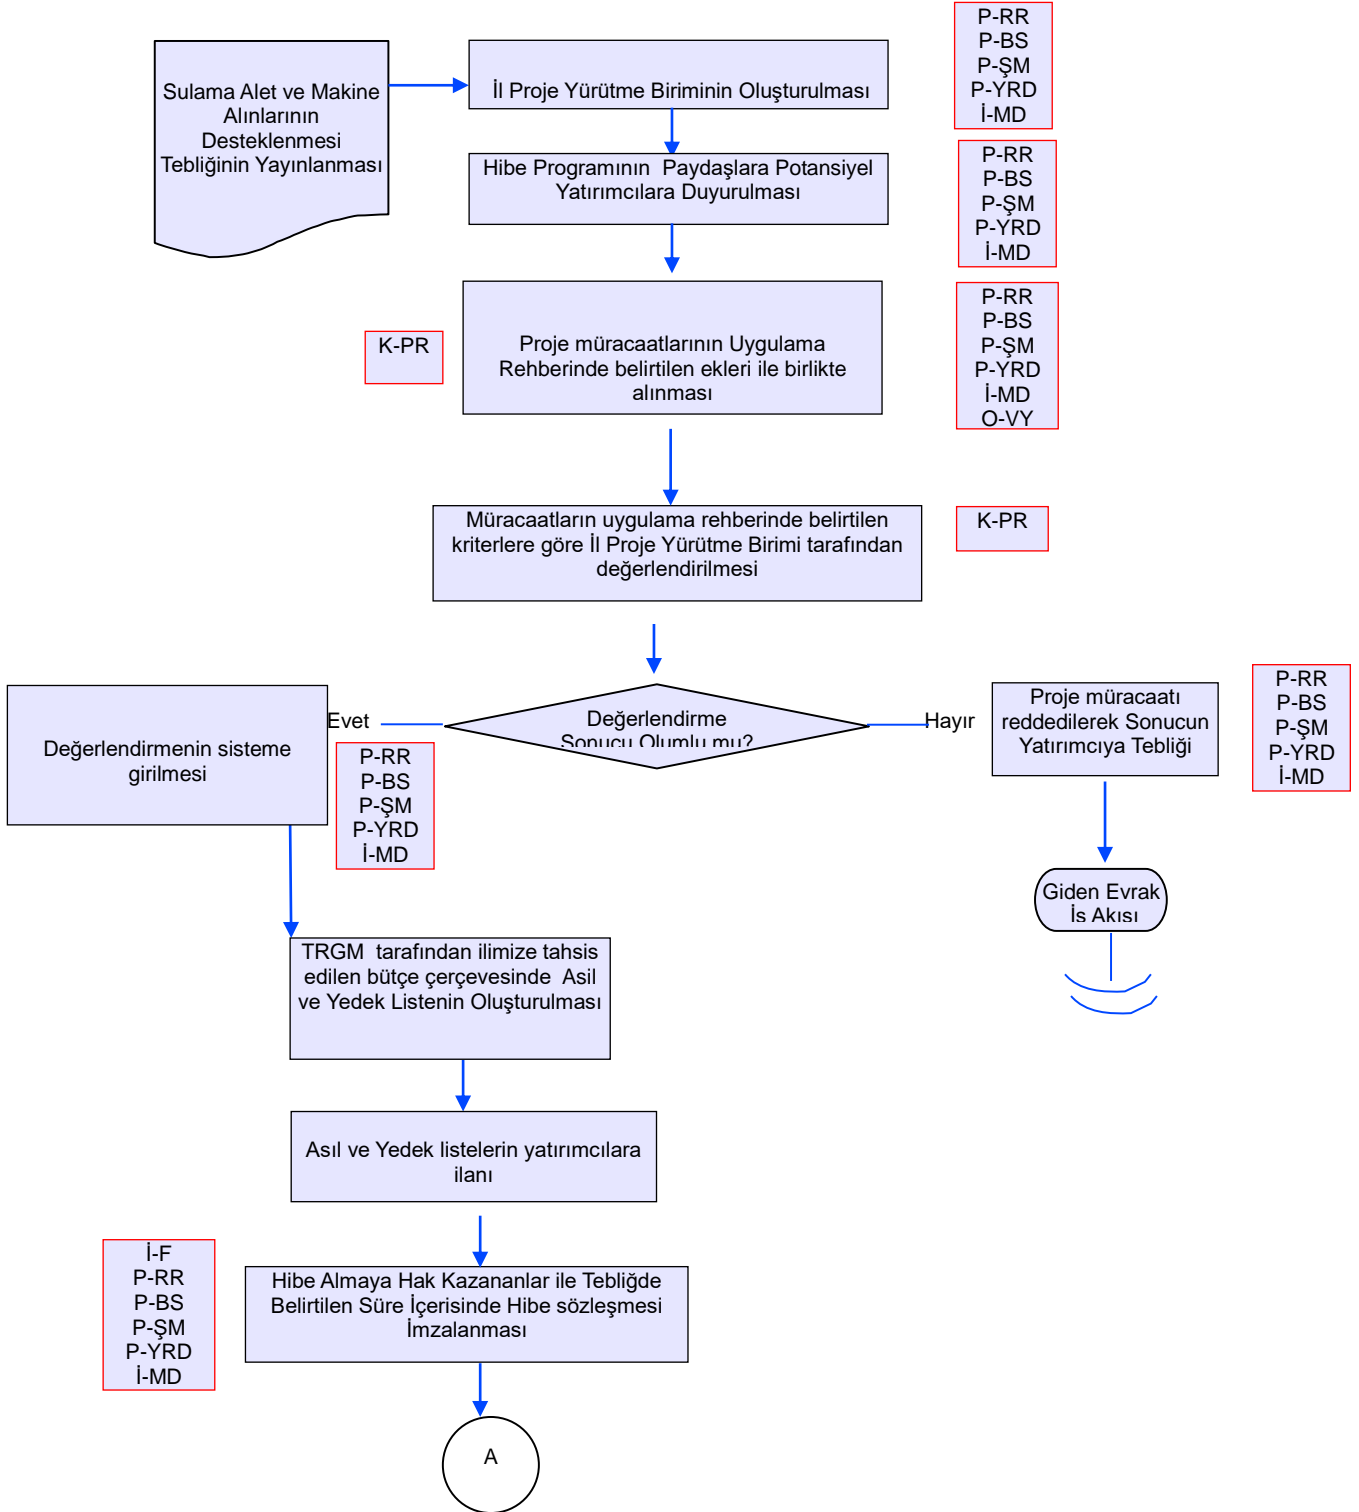 P-RR
P-BS
P-ŞM
P-YRD
İ-MD
Sulama Alet ve Makine
Alınlarının
Desteklenmesi
Tebliğinin Yayınlanması
İl Proje Yürütme Biriminin Oluşturulması
Hibe Programının  Paydaşlara Potansiyel
Yatırımcılara Duyurulması
P-RR
P-BS
P-ŞM
P-YRD
İ-MD
K-PR
Proje müracaatlarının Uygulama
Rehberinde belirtilen ekleri ile birlikte
alınması
P-RR
P-BS
P-ŞM
P-YRD
İ-MD
O-VY
Müracaatların uygulama rehberinde belirtilen
kriterlere göre İl Proje Yürütme Birimi tarafından
değerlendirilmesi
K-PR
Değerlendirmenin sisteme
girilmesi
Evet
P-RR
P-BS
P-ŞM
P-YRD
İ-MD
Değerlendirme
Sonucu Olumlu mu?
Hayır
Proje müracaatı
reddedilerek Sonucun
Yatırımcıya Tebliği
P-RR
P-BS
P-ŞM
P-YRD
İ-MD
Giden Evrak
İş Akışı
TRGM  tarafından ilimize tahsis
edilen bütçe çerçevesinde  Asil
ve Yedek Listenin Oluşturulması
Asıl ve Yedek listelerin yatırımcılara
ilanı
İ-F
P-RR
P-BS
P-ŞM
P-YRD
İ-MD
Hibe Almaya Hak Kazananlar ile Tebliğde
Belirtilen Süre İçerisinde Hibe sözleşmesi
İmzalanması
A